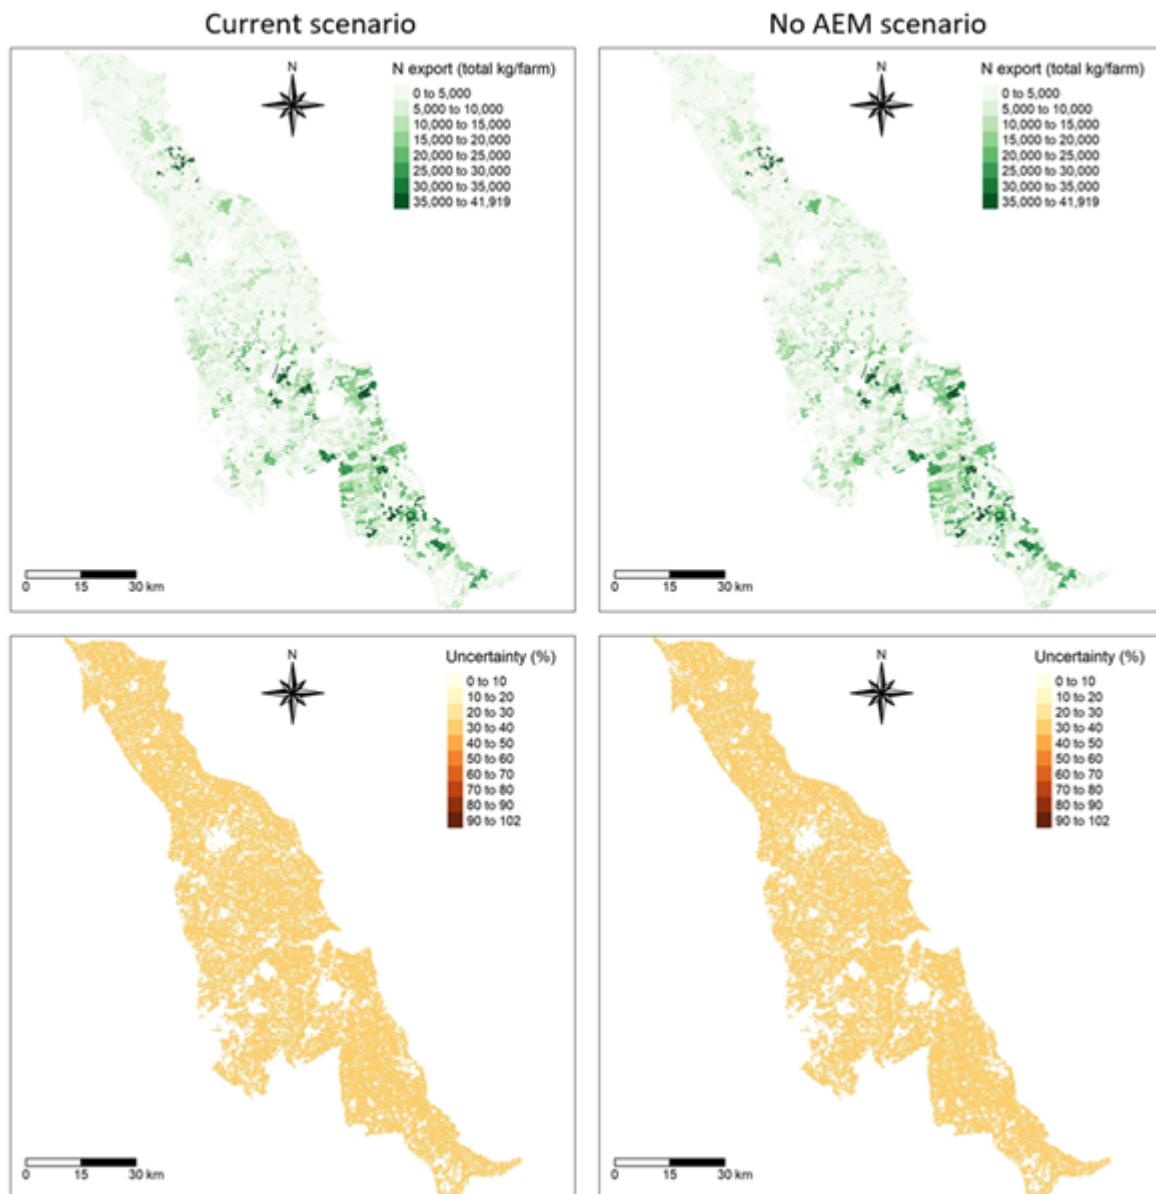 Current scenario
No AEM scenario
N
N export (total kg/farm)
0 to 5,000
5,000 to 10,000
10,000 to 15,000
15,000 to 20,000
20,000 to 25,000
25,000 to 30,000
30,000 to 35,000
35,000 to 41,919
0 15 30 km
N
N export (total kg/farm)
0 to 5,000
5,000 to 10,000
10,000 to 15,000
15,000 to 20,000
20,000 to 25,000
25,000 to 30,000
30,000 to 35,000
35,000 to 41,919
0 15 30 km
N
Uncertainty (%)
0 to 10
10 to 20
20 to 30
30 to 40
40 to 50
50 to 60
60 to 70
70 to 80
80 to 90
90 to 102
0 15 30 km
N
Uncertainty (%)
0 to 10
10 to 20
20 to 30
30 to 40
40 to 50
50 to 60
60 to 70
70 to 80
80 to 90
90 to 102
0 15 30 km